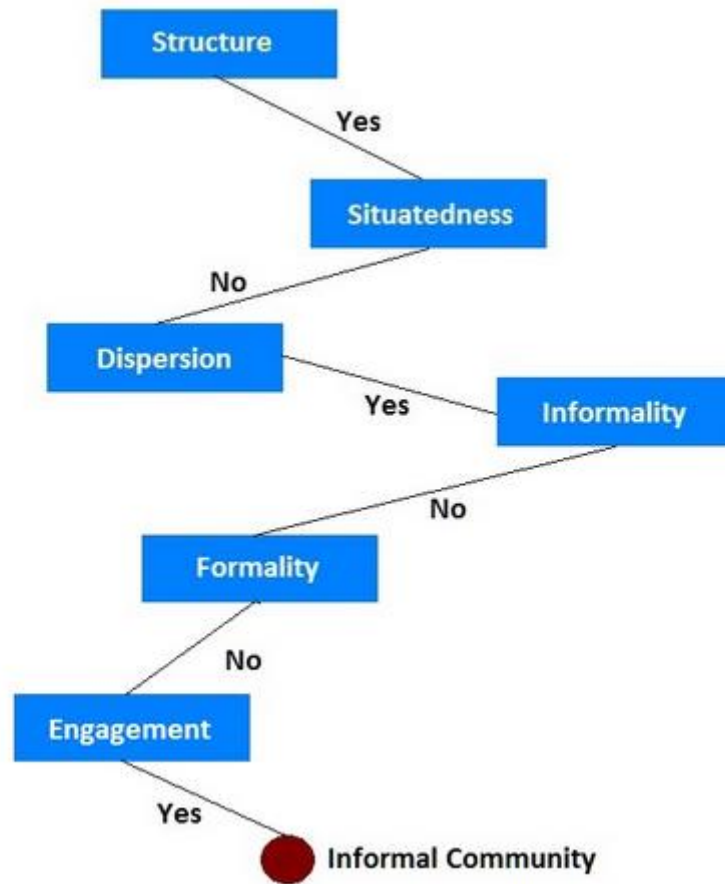 Structure
Yes
Situatedness
No
Dispersion
Yes
Informality
No
Formality
No
Engagement
Yes
Informal Community